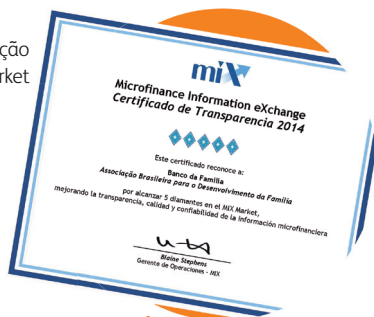 ção
rket
mix
Microfinance Information eXchange
Certificado de Transparencia 2014
Este certificado reconoce a:
Banco da Família
Associação Brasileira para o Desenvolvimento da Família
por alcanzar 5 diamantes en el MIX Market,
mejorando la transparencia, calidad y confiabilidad de la información microfinanciera
Blaine Stephens
Gerente de Operaciones - MIX